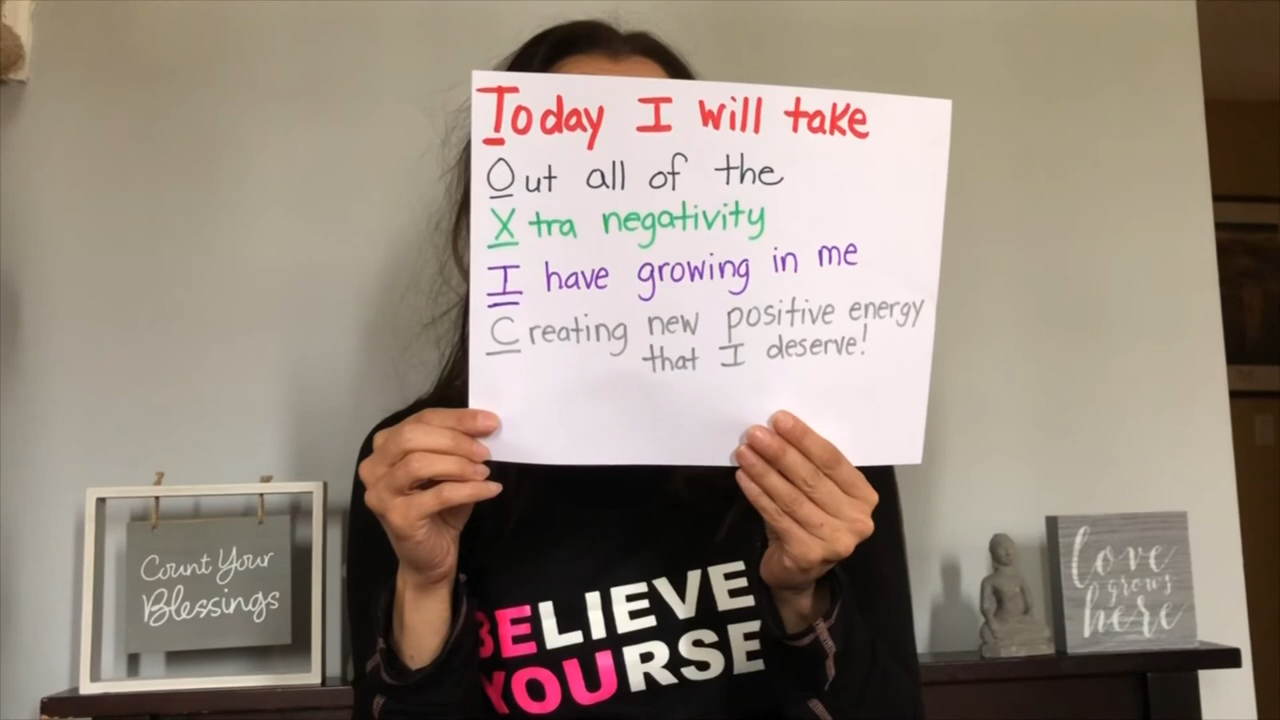 Today I will take
Out all of the
Xtra negativity
I have growing in me
Creating new positive energy
that I deserve!
Count Your
Blessings
BELIEVE
YOURSE
love
grows
here